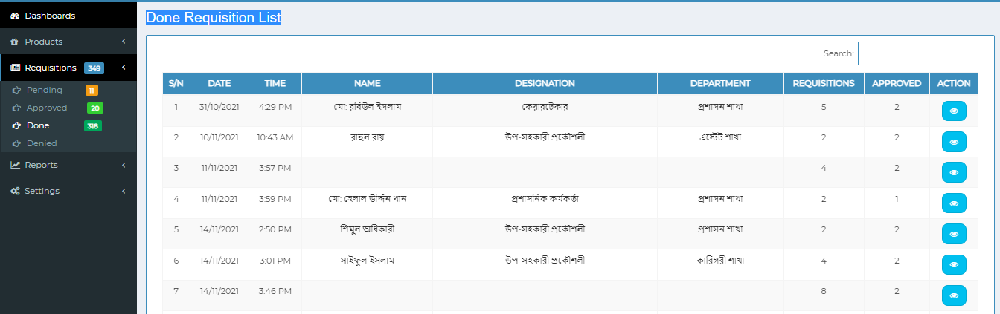 Dashboards
Products
Requisitions 349
Pending 11
Approved 20
Done 318
Denied
Reports
Settings
Done Requisition List
Search:
S/N DATE TIME NAME DESIGNATION DEPARTMENT REQUISITIONS APPROVED ACTION
1 31/10/2021 4:29 PM মো: রবিউল ইসলাম কেয়ারটেকার প্রশাসন শাখা 5 2
2 10/11/2021 10:43 AM রাহুল রায় উপ-সহকারী প্রকৌশলী এস্টেট শাখা 2 2
3 11/11/2021 3:57 PM 4 2
4 11/11/2021 3:59 PM মো: হেলাল উদ্দিন খান প্রশাসনিক কর্মকর্তা প্রশাসন শাখা 2 1
5 14/11/2021 2:50 PM শিমুল অধিকারী উপ-সহকারী প্রকৌশলী প্রশাসন শাখা 2 2
6 14/11/2021 3:01 PM সাইফুল ইসলাম উপ-সহকারী প্রকৌশলী কারিগরী শাখা 4 2
7 14/11/2021 3:46 PM 8 2